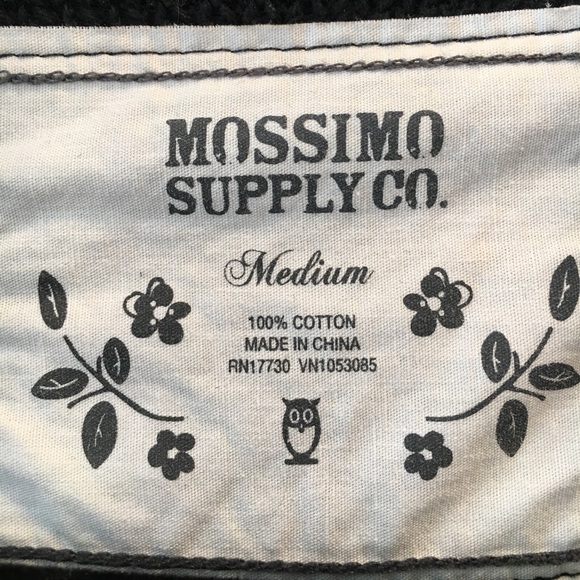 MOSSIMO
SUPPLY CO.
Medium
100% COTTON
MADE IN CHINA
RN17730 VN1053085